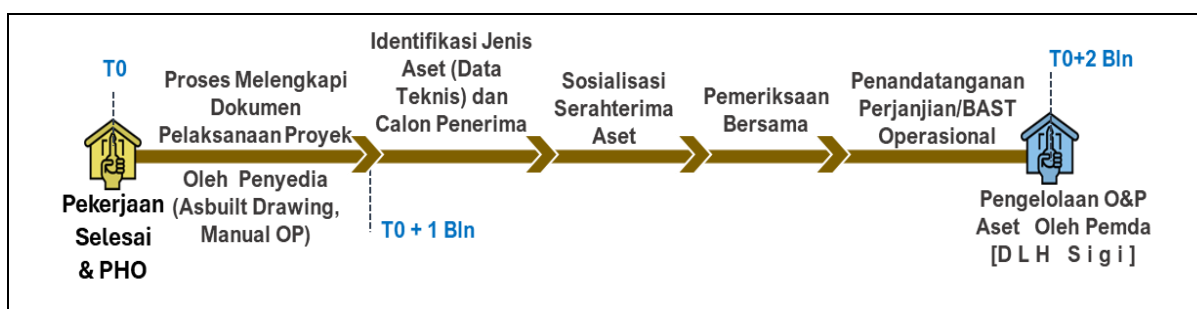 T0
Pekerjaan
Selesai
& PHO
Proses Melengkapi
Dokumen
Pelaksanaan Proyek
Oleh Penyedia
(Asbuilt Drawing,
Manual OP)
T0 + 1 Bln
Identifikasi Jenis
Aset (Data
Teknis) dan
Calon Penerima
Sosialisasi
Serahterima
Aset
Pemeriksaan
Bersama
Penandatanganan
Perjanjian/BAST
Operasional
T0+2 Bln
Pengelolaan O&P
Aset Oleh Pemda
[D L H S i g i ]